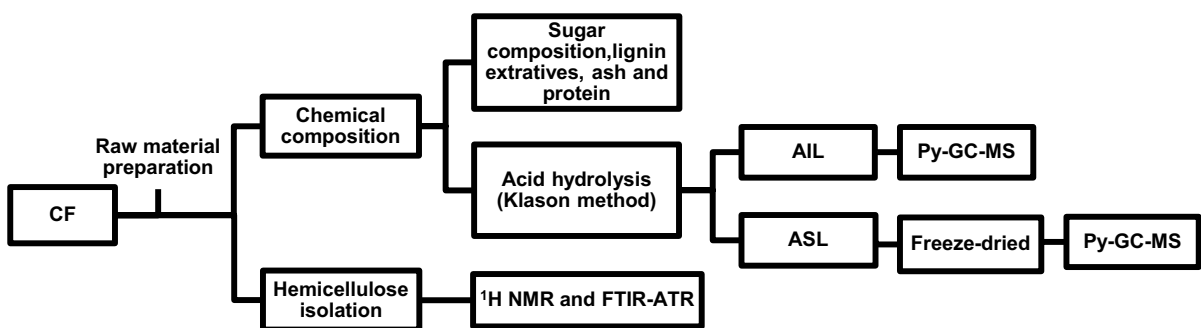 Sugar
composition,lignin
extratives, ash and
protein
Chemical
composition
Raw material
preparation
AIL
Py-GC-MS
Acid hydrolysis
(Klason method)
CF
ASL
Freeze-dried
Py-GC-MS
Hemicellulose
isolation
¹H NMR and FTIR-ATR